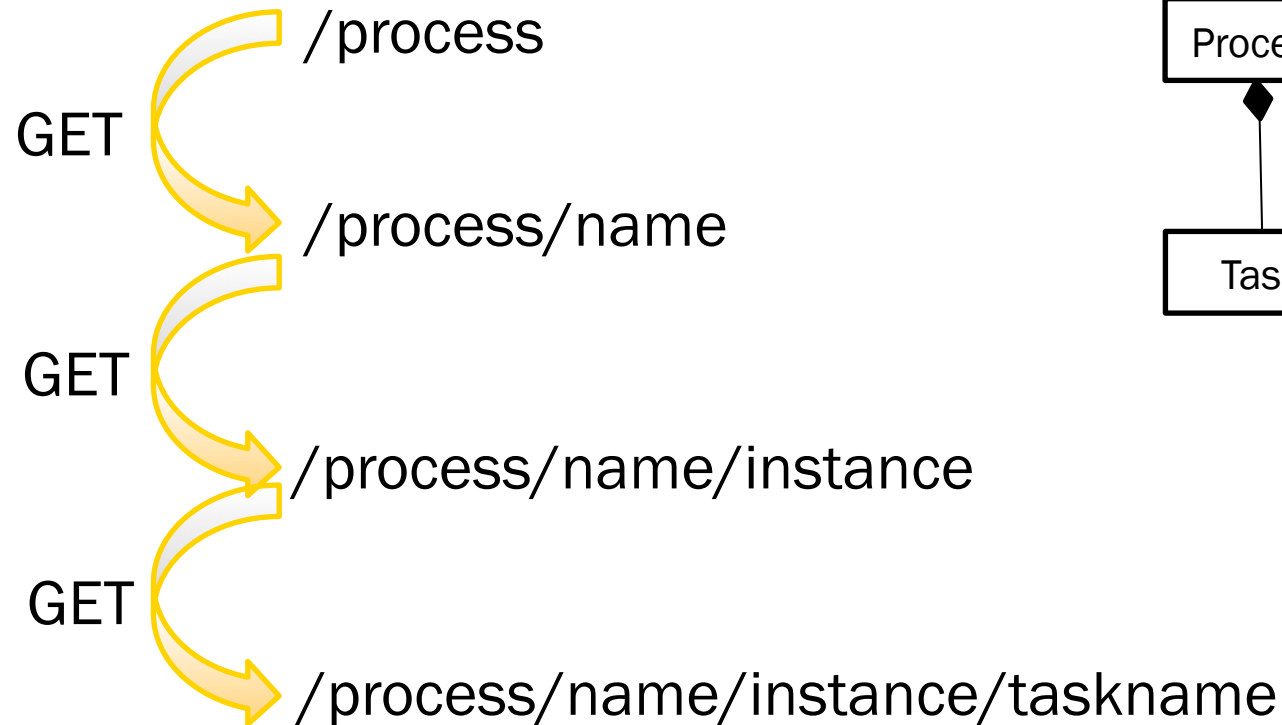 /process
GET
/process/name
GET
/process/name/instance
GET
/process/name/instance/taskname